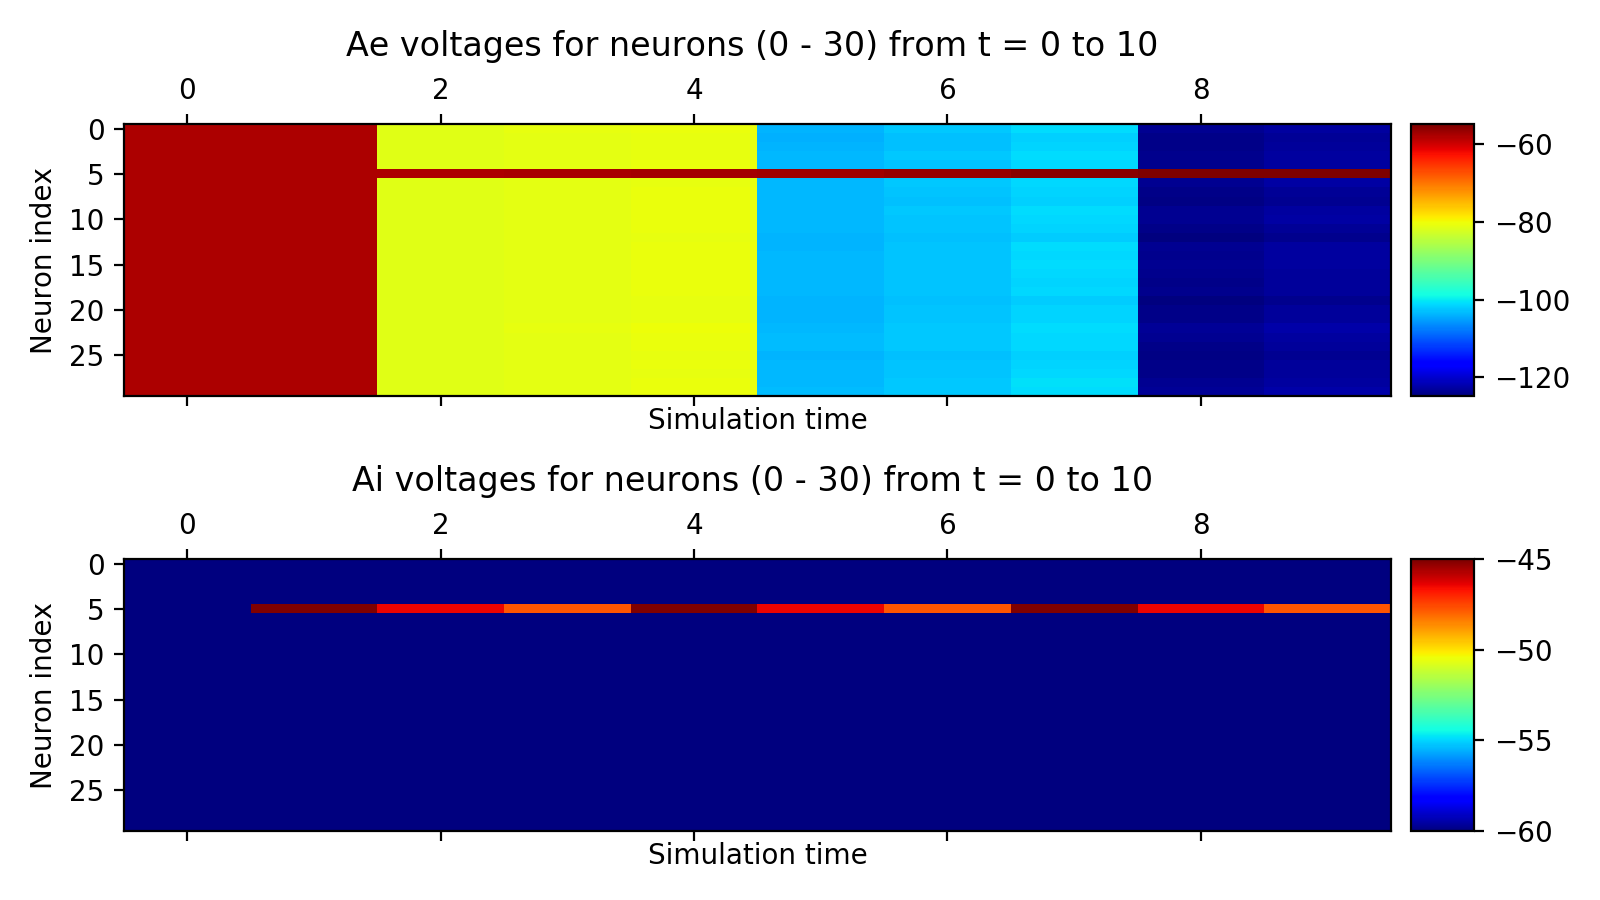 Ae voltages for neurons (0 - 30) from t = 0 to 10
0 2 4 6 8
Neuron index
0
5
10
15
20
25
−60
−80
−100
−120
Simulation time
Ai voltages for neurons (0 - 30) from t = 0 to 10
0 2 4 6 8
Neuron index
0
5
10
15
20
25
−45
−50
−55
−60
Simulation time